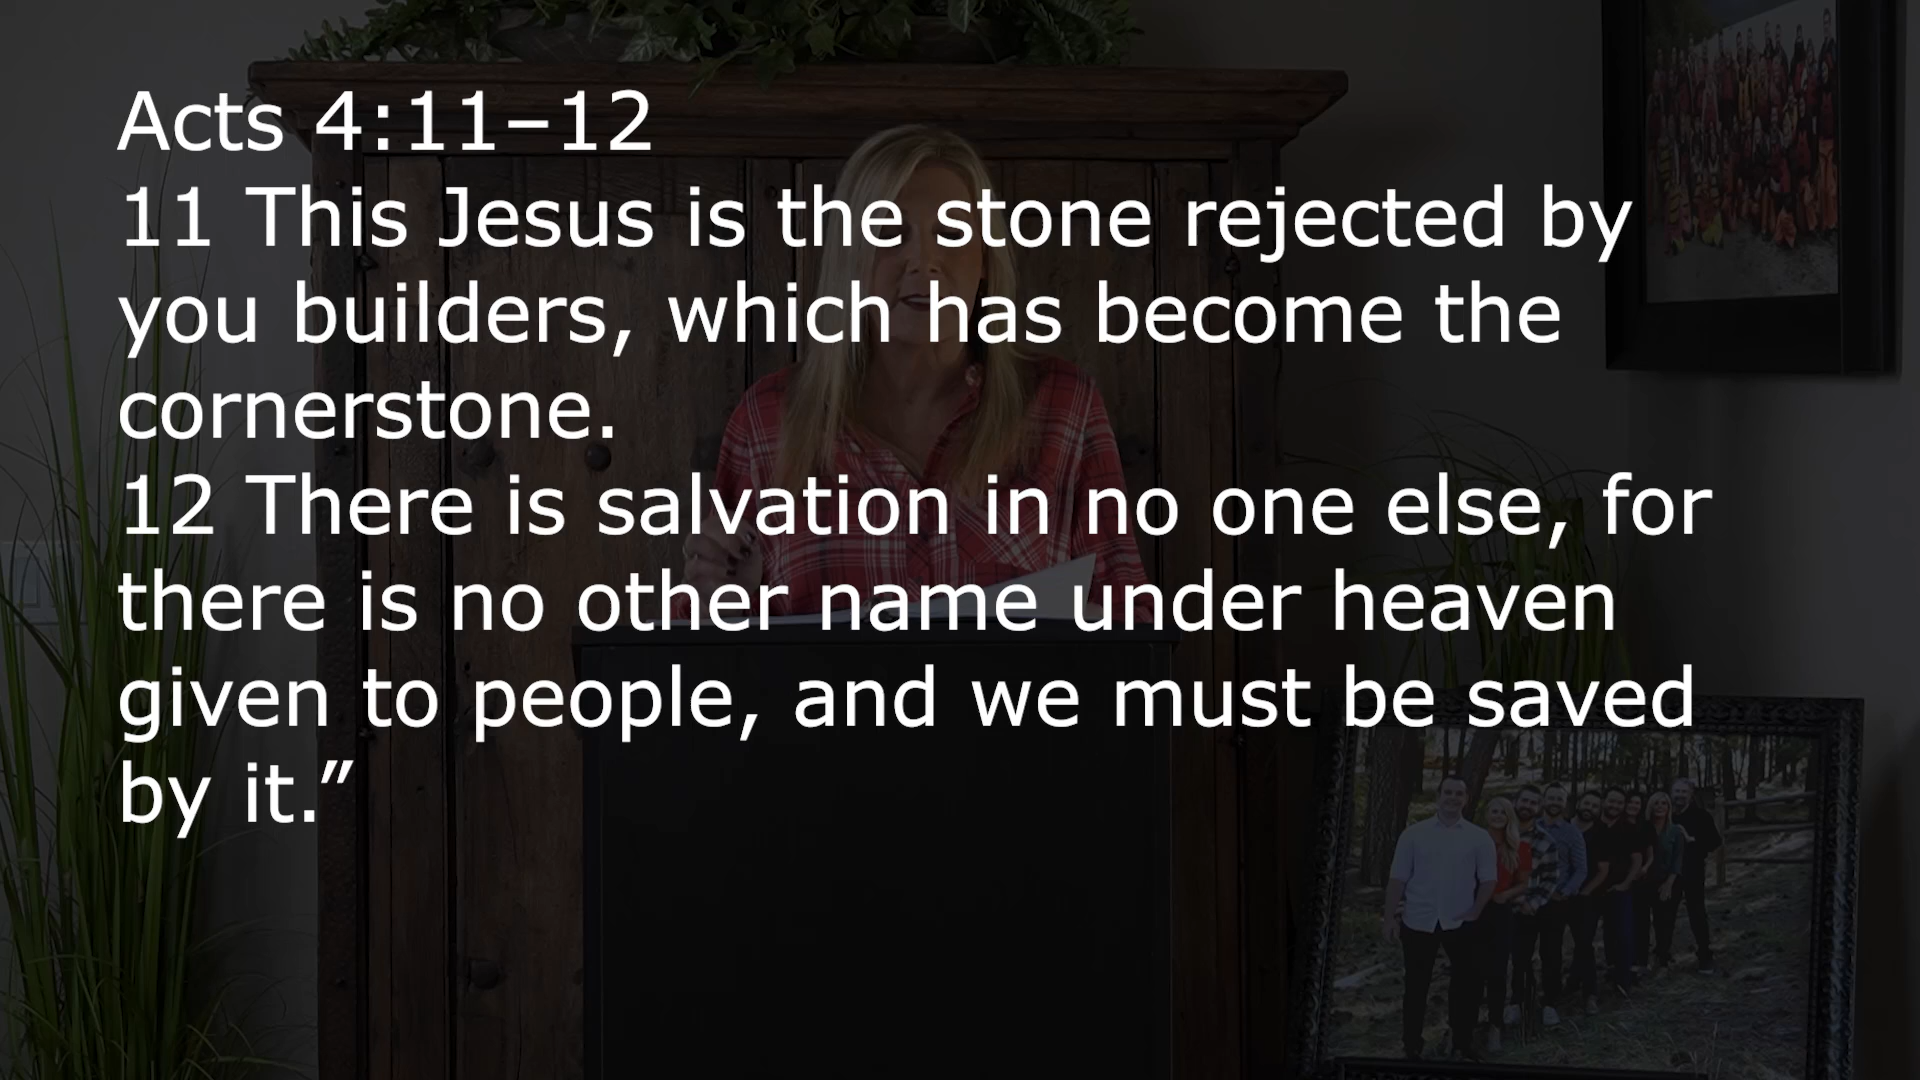 Acts 4:11–12
11 This Jesus is the stone rejected by
you builders, which has become the
cornerstone.
12 There is salvation in no one else, for
there is no other name under heaven
given to people, and we must be saved
by it.”